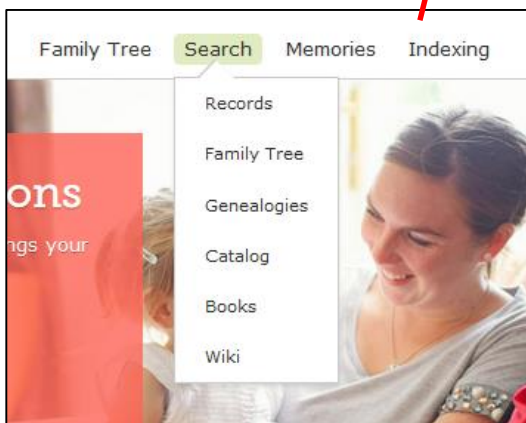 Family Tree Search Memories Indexing
Records
Family Tree
ons
Genealogies
ngs your
Catalog
Books
Wiki